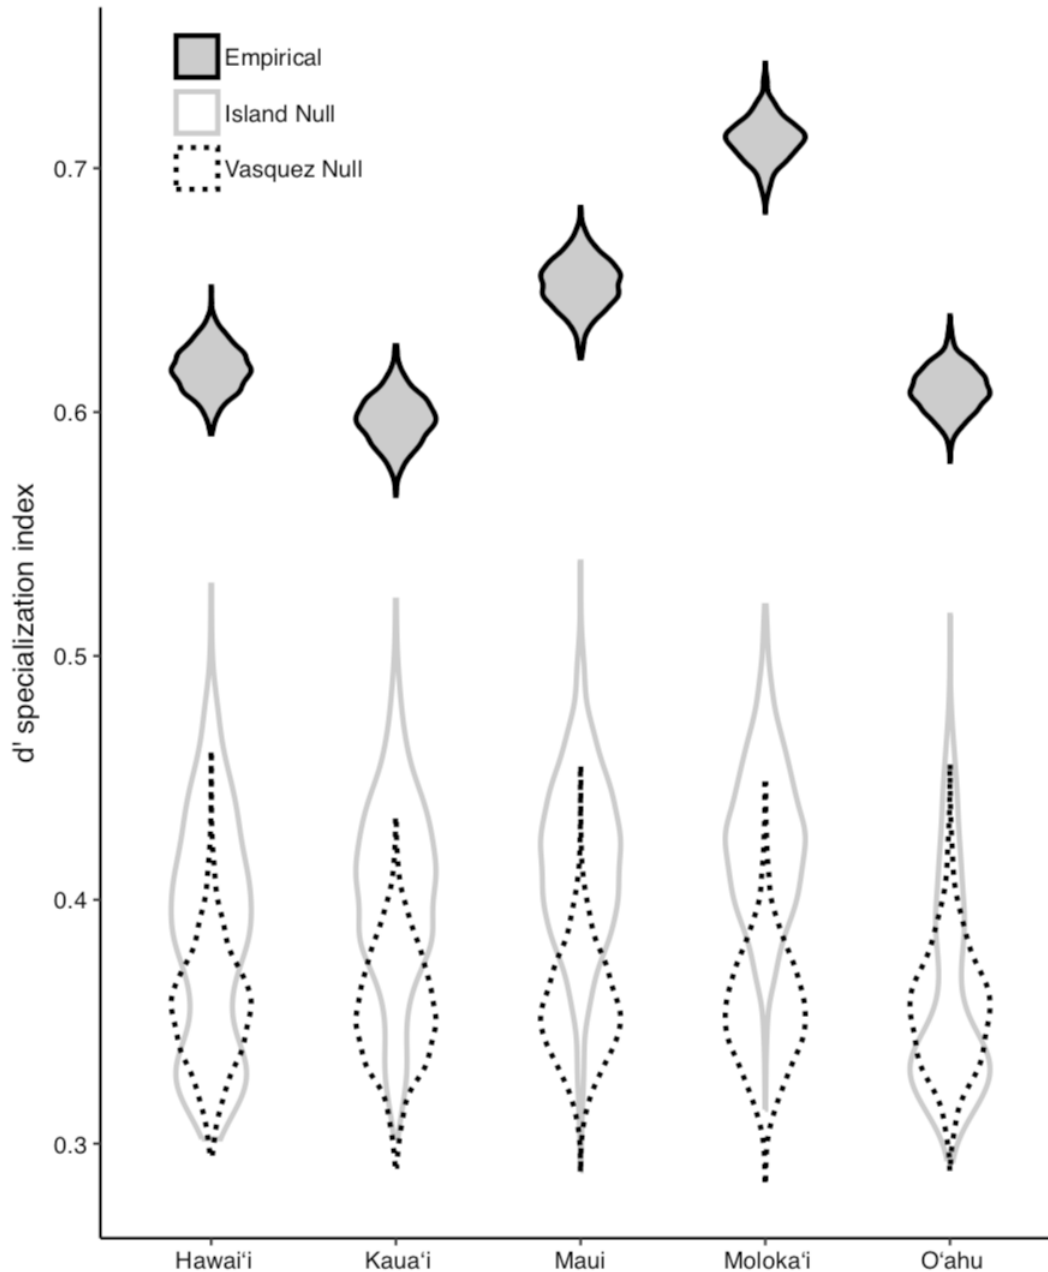 Empirical
Island Null
Vasquez Null
0.7
0.6
0.5
0.4
0.3
d' specialization index
Hawai‘i
Kaua‘i
Maui
Moloka‘i
O‘ahu